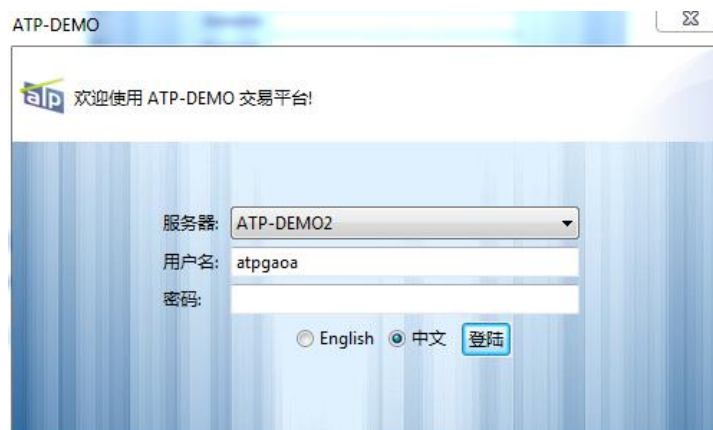 ATP-DEMO
atp 欢迎使用 ATP-DEMO 交易平台!
服务器: ATP-DEMO2
用户名: atpgaoa
密码:
English 中文 登陆